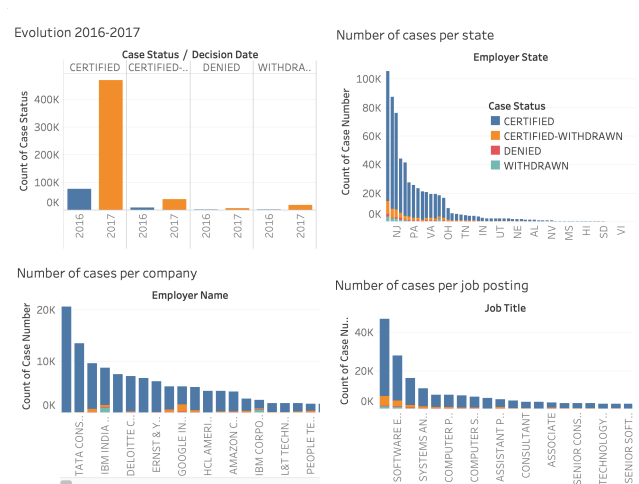 Evolution 2016-2017
Case Status / Decision Date
CERTIFIED CERTIFIED-.. DENIED WITHDRA..
Count of Case Status
400K
300K
200K
100K
0K
2016 2017 2016 2017 2016 2017 2016 2017
Number of cases per state
Employer State
Count of Case Number
100K
80K
60K
40K
20K
0K
Case Status
CERTIFIED
CERTIFIED-WITHDRAWN
DENIED
WITHDRAWN
NJ PA VA OH TN IN UT NE AL NV MS HI SD VI
Number of cases per company
Employer Name
Count of Case Number
20K
10K
0K
TATA CONS..
IBM INDIA ..
DELOITTE C..
ERNST & Y..
GOOGLE IN..
HCL AMERI..
AMAZON C..
IBM CORPO..
L&T TECHN..
PEOPLE TE..
Number of cases per job posting
Job Title
Count of Case Nu..
40K
20K
0K
SOFTWARE E..
SYSTEMS AN..
COMPUTER P..
COMPUTER S..
ASSISTANT P..
CONSULTANT
ASSOCIATE
SENIOR CONS..
TECHNOLOGY..
SENIOR SOFT..